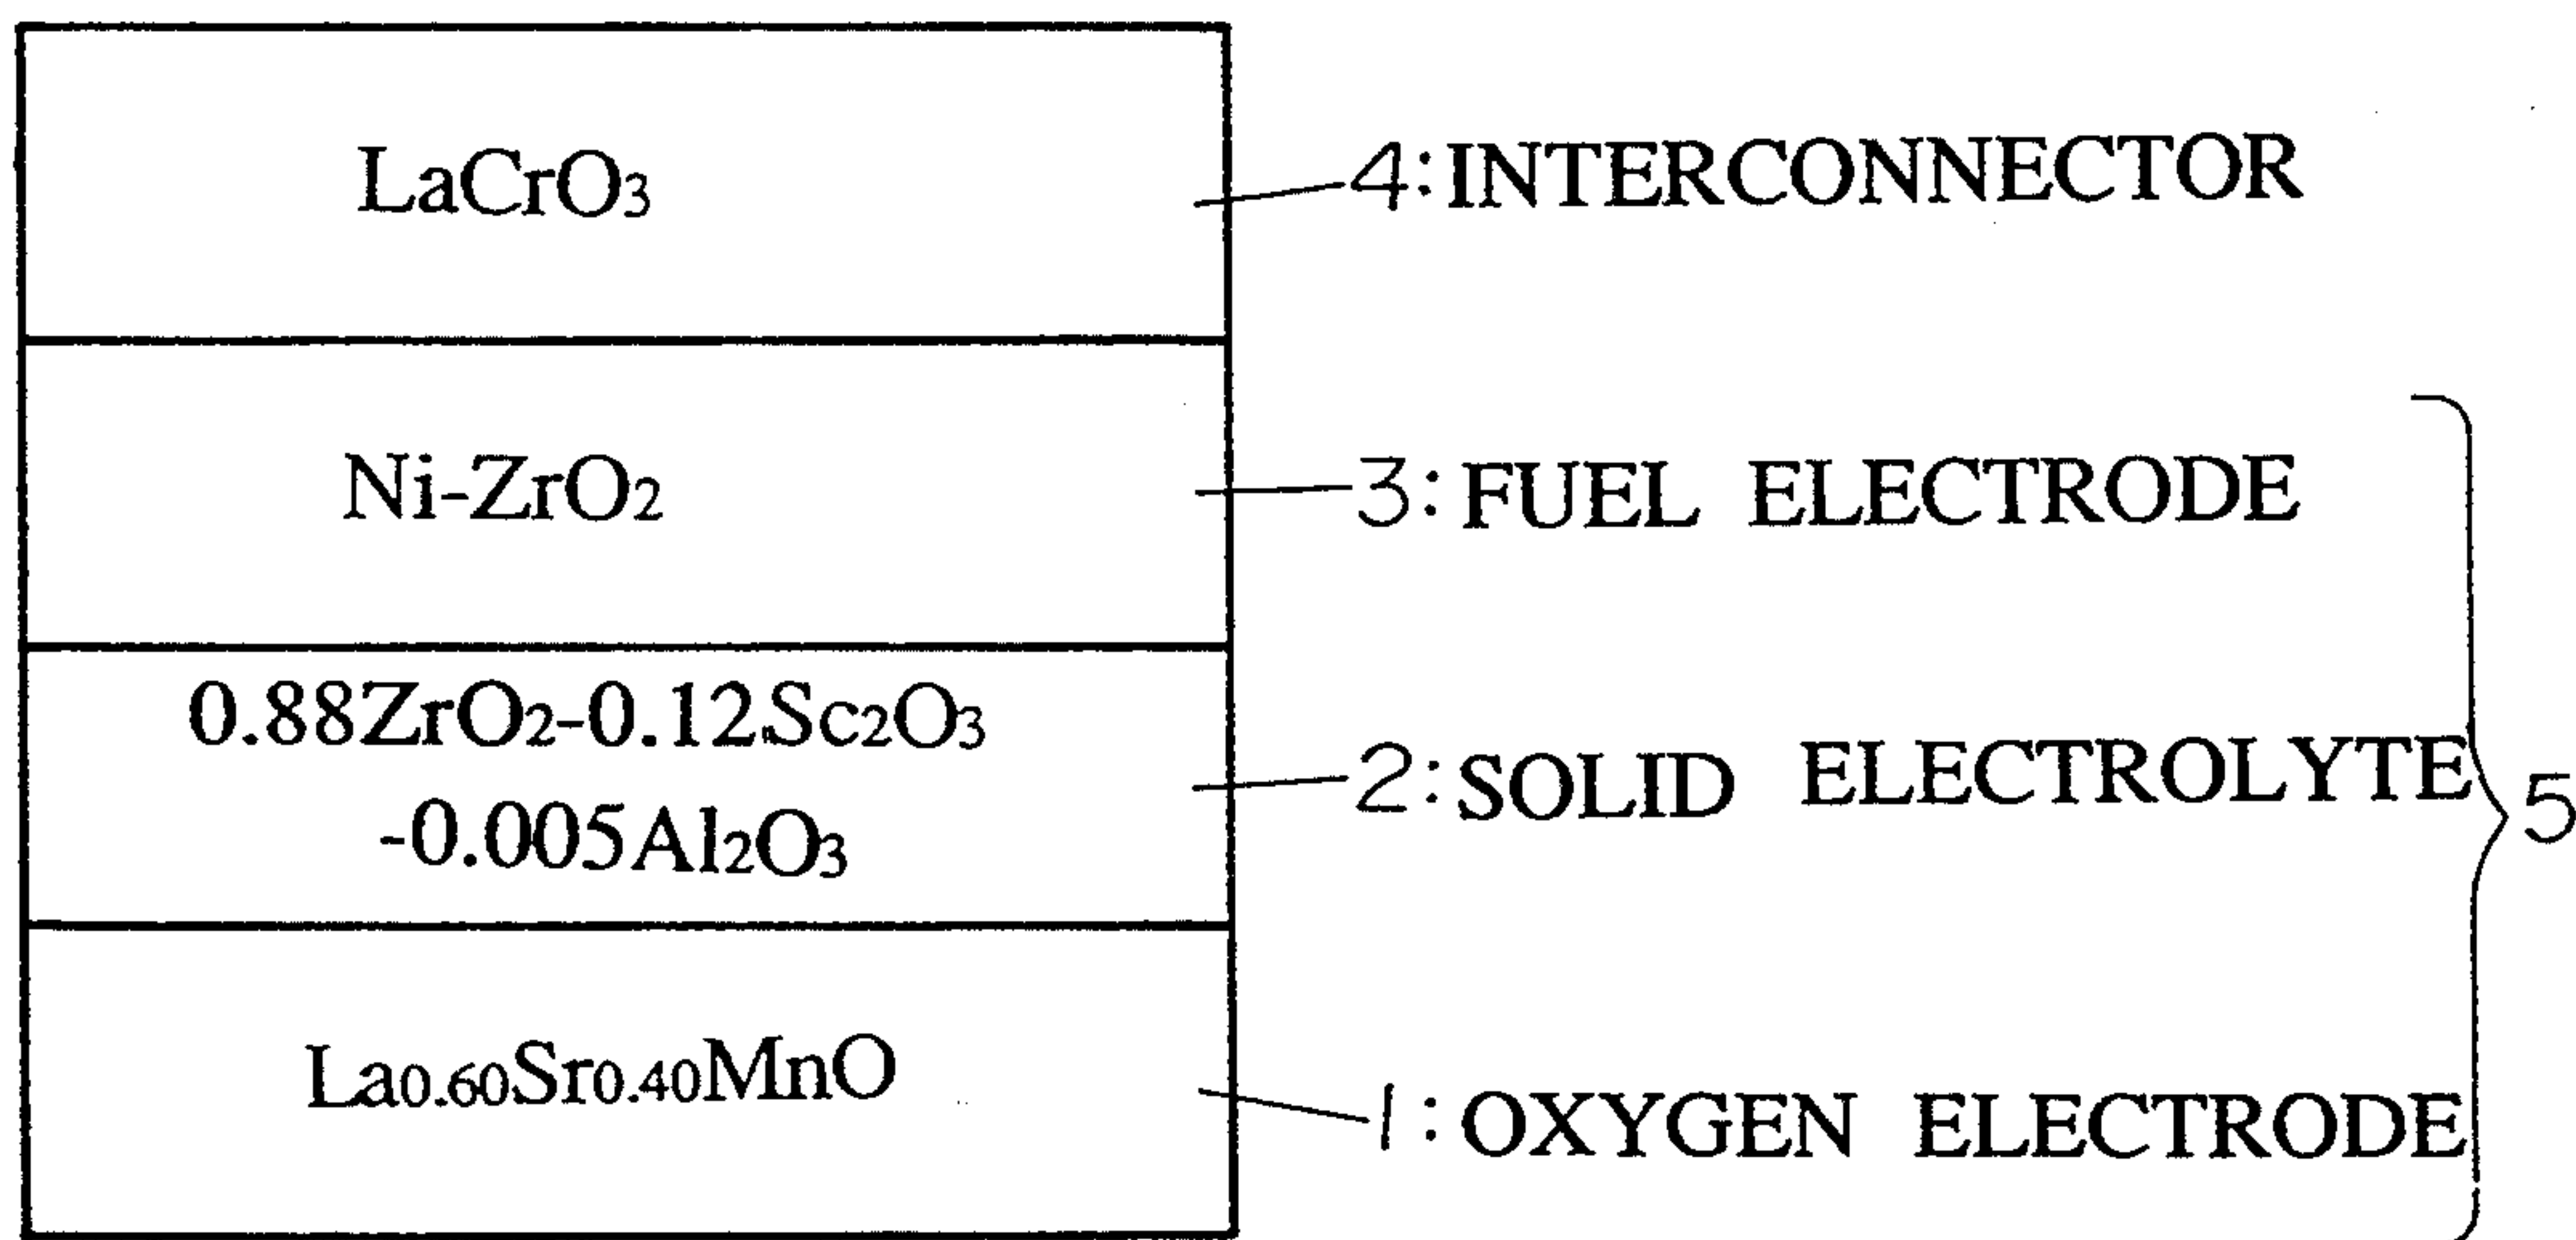 LaCrO3
4:INTERCONNECTOR
Ni-ZrO2
3:FUEL ELECTRODE
0.88ZrO2-0.12Sc2O3
-0.005Al2O3
2:SOLID ELECTROLYTE
5
La0.60Sr0.40MnO
1:OXYGEN ELECTRODE